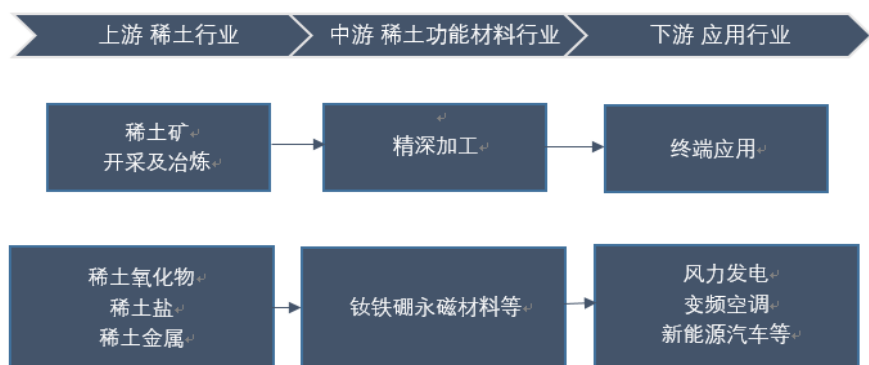 上游 稀土行业
中游 稀土功能材料行业
下游 应用行业
稀土矿
开采及冶炼
精深加工
终端应用
稀土氧化物
稀土盐
稀土金属
钕铁硼永磁材料等
风力发电
变频空调
新能源汽车等